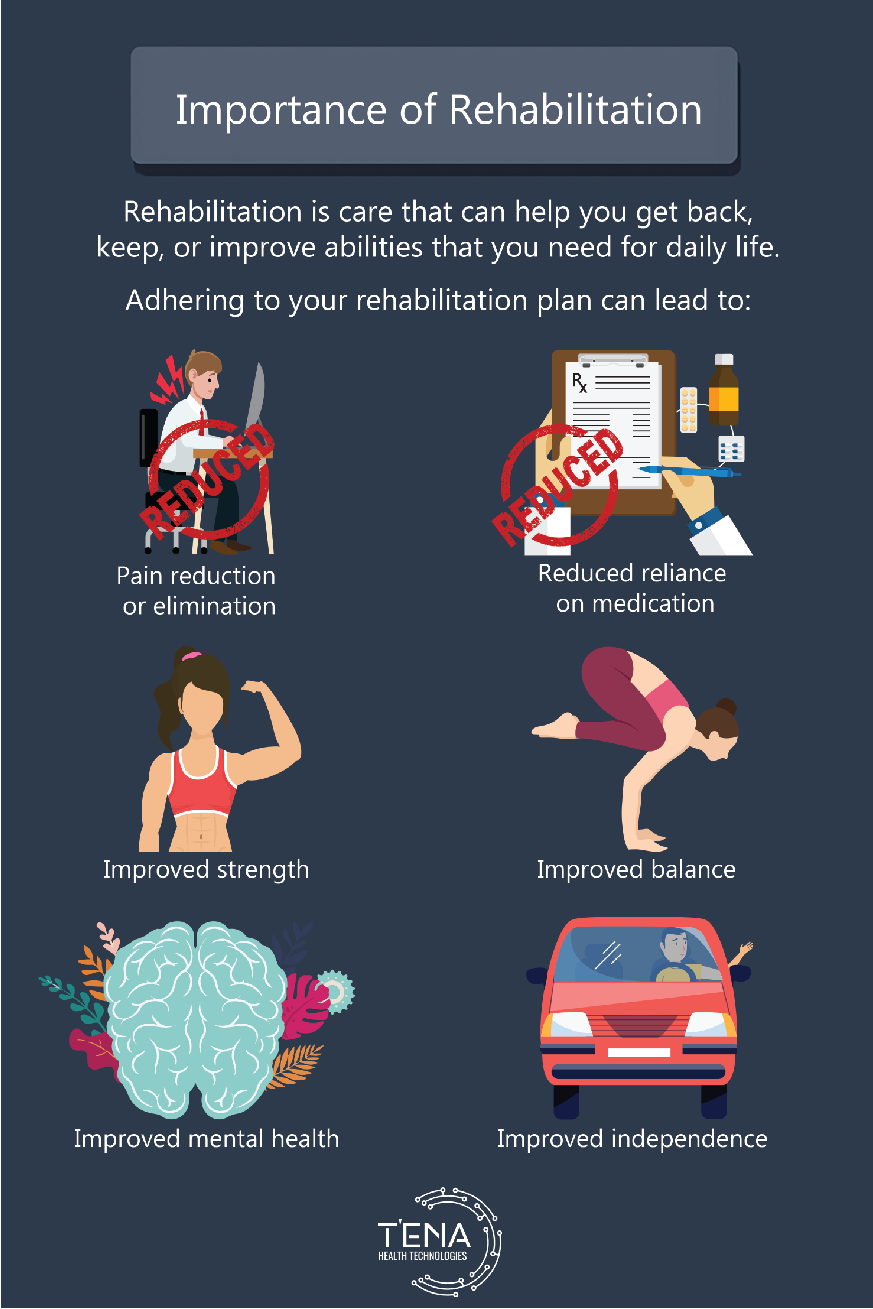 Importance of Rehabilitation
Rehabilitation is care that can help you get back,
keep, or improve abilities that you need for daily life.
Adhering to your rehabilitation plan can lead to:
REDUCED
Rx
REDUCED
Pain reduction
or elimination
Reduced reliance
on medication
Improved strength
Improved balance
Improved mental health
Improved independence
T'ENA
HEALTH TECHNOLOGIES